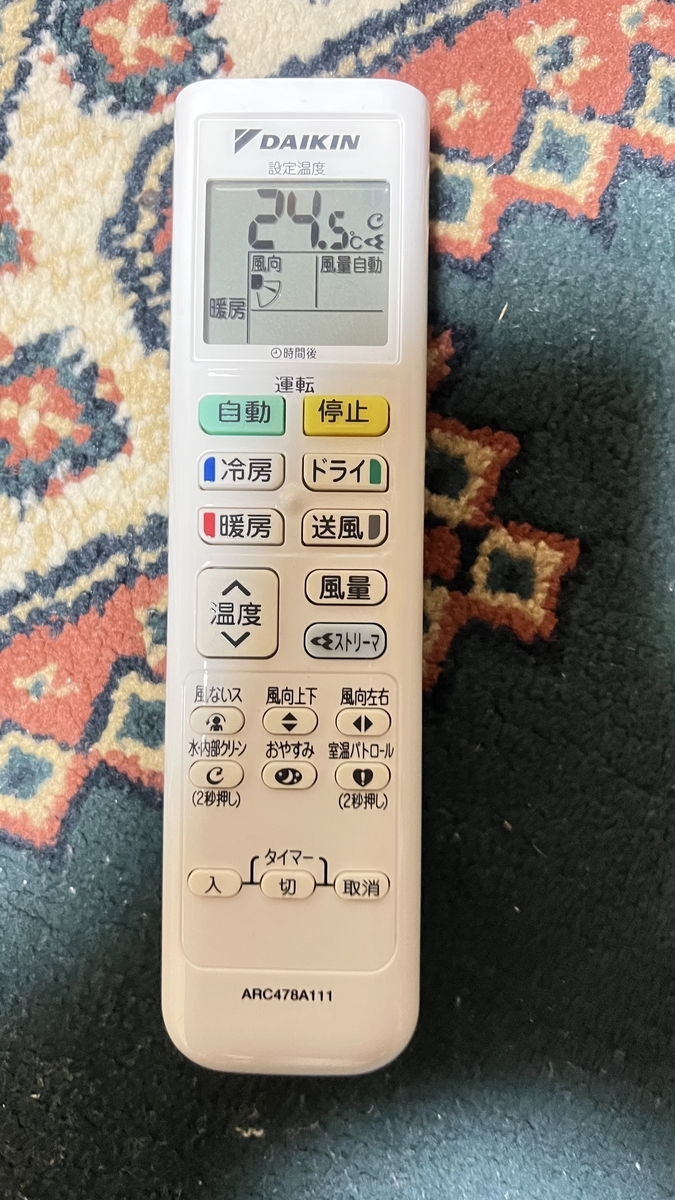 DAIKIN
設定温度
24.5℃
風向 風量自動
暖房
時間後
運転
自動 停止
冷房 ドライ
暖房 送風
温度 風量
ストリーマ
風ないス 風向上下 風向左右
水内部クリン おやすみ 室温パトロール
(2秒押し) (2秒押し)
タイマー
入 切 取消
ARC478A111